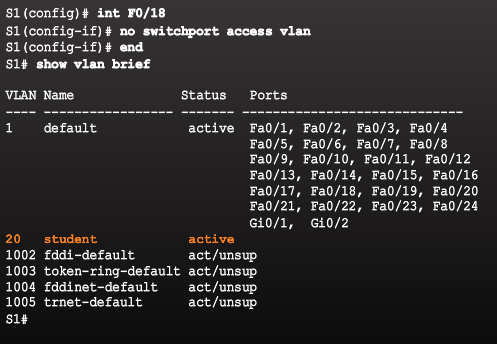 S1(config)# int F0/18
S1(config-if)# no switchport access vlan
S1(config-if)# end
S1# show vlan brief
VLAN Name Status Ports
---- ----------------- ------- ----------------------------
1 default active Fa0/1, Fa0/2, Fa0/3, Fa0/4
Fa0/5, Fa0/6, Fa0/7, Fa0/8
Fa0/9, Fa0/10, Fa0/11, Fa0/12
Fa0/13, Fa0/14, Fa0/15, Fa0/16
Fa0/17, Fa0/18, Fa0/19, Fa0/20
Fa0/21, Fa0/22, Fa0/23, Fa0/24
Gi0/1, Gi0/2
20 student active
1002 fddi-default act/unsup
1003 token-ring-default act/unsup
1004 fddinet-default act/unsup
1005 trnet-default act/unsup
S1#